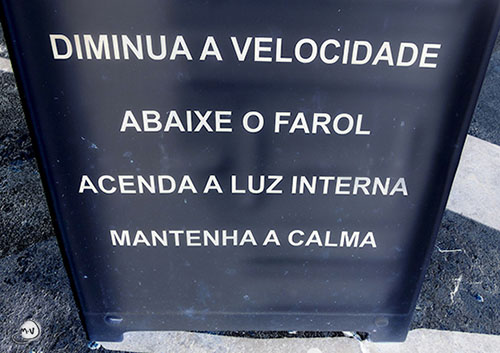 DIMINUA A VELOCIDADE
ABAIXE O FAROL
ACENDA A LUZ INTERNA
MANTENHA A CALMA